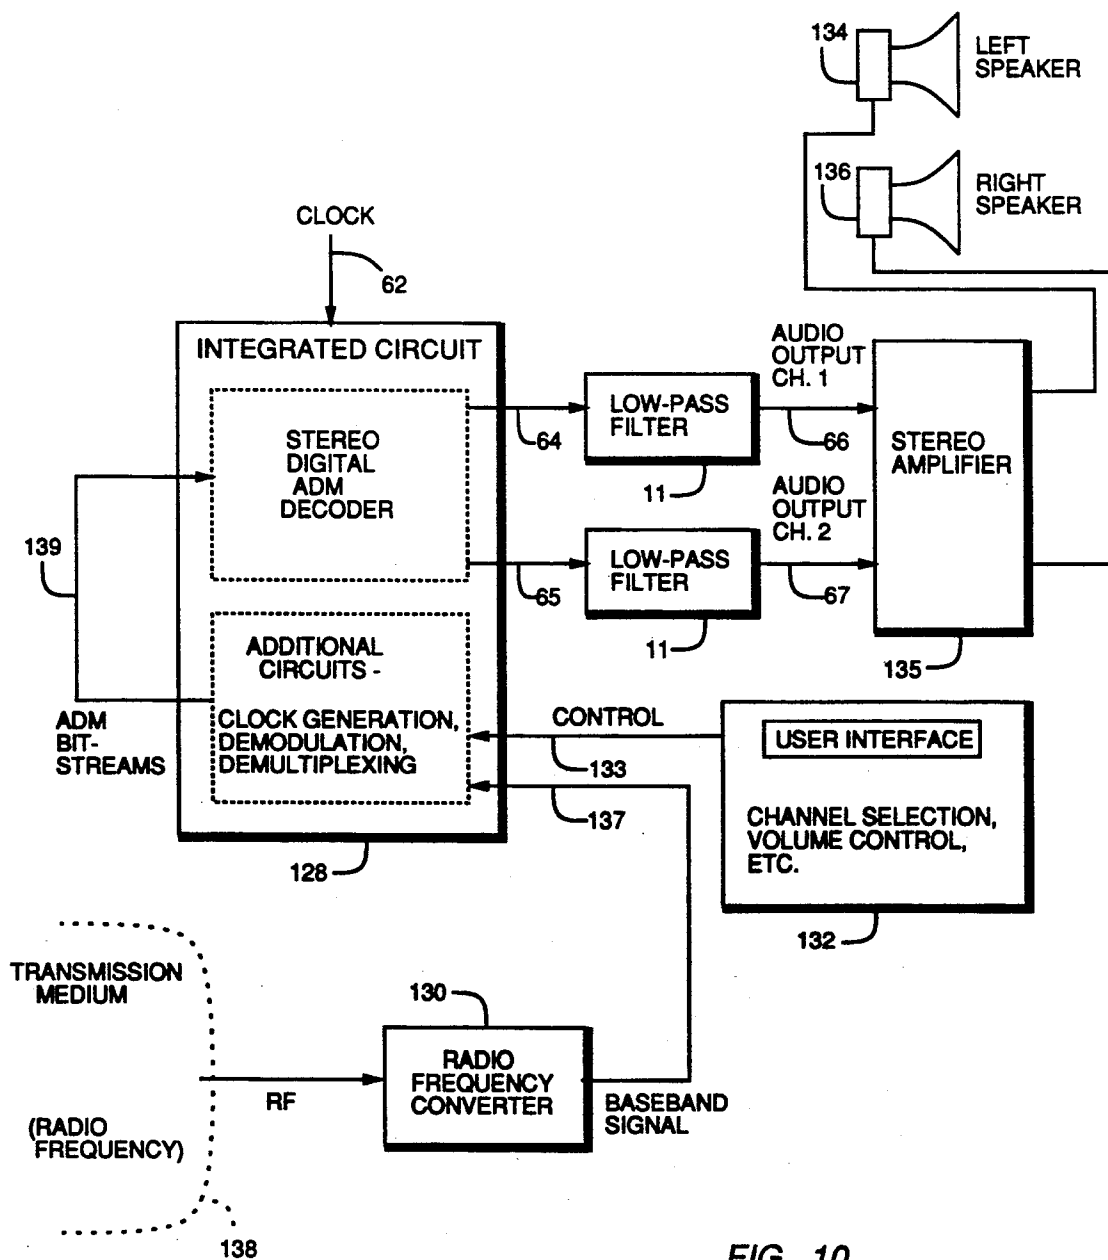 134
LEFT
SPEAKER
136
RIGHT
SPEAKER
CLOCK
62
INTEGRATED CIRCUIT
STEREO
DIGITAL
ADM
DECODER
64
LOW-PASS
FILTER
11
AUDIO
OUTPUT
CH. 1
66
STEREO
AMPLIFIER
135
65
LOW-PASS
FILTER
11
AUDIO
OUTPUT
CH. 2
67
139
ADM
BIT-
STREAMS
ADDITIONAL
CIRCUITS -
CLOCK GENERATION,
DEMODULATION,
DEMULTIPLEXING
128
CONTROL
133
137
USER INTERFACE
CHANNEL SELECTION,
VOLUME CONTROL,
ETC.
132
TRANSMISSION
MEDIUM
(RADIO
FREQUENCY)
138
RF
130
RADIO
FREQUENCY
CONVERTER
BASEBAND
SIGNAL
FIG. 10